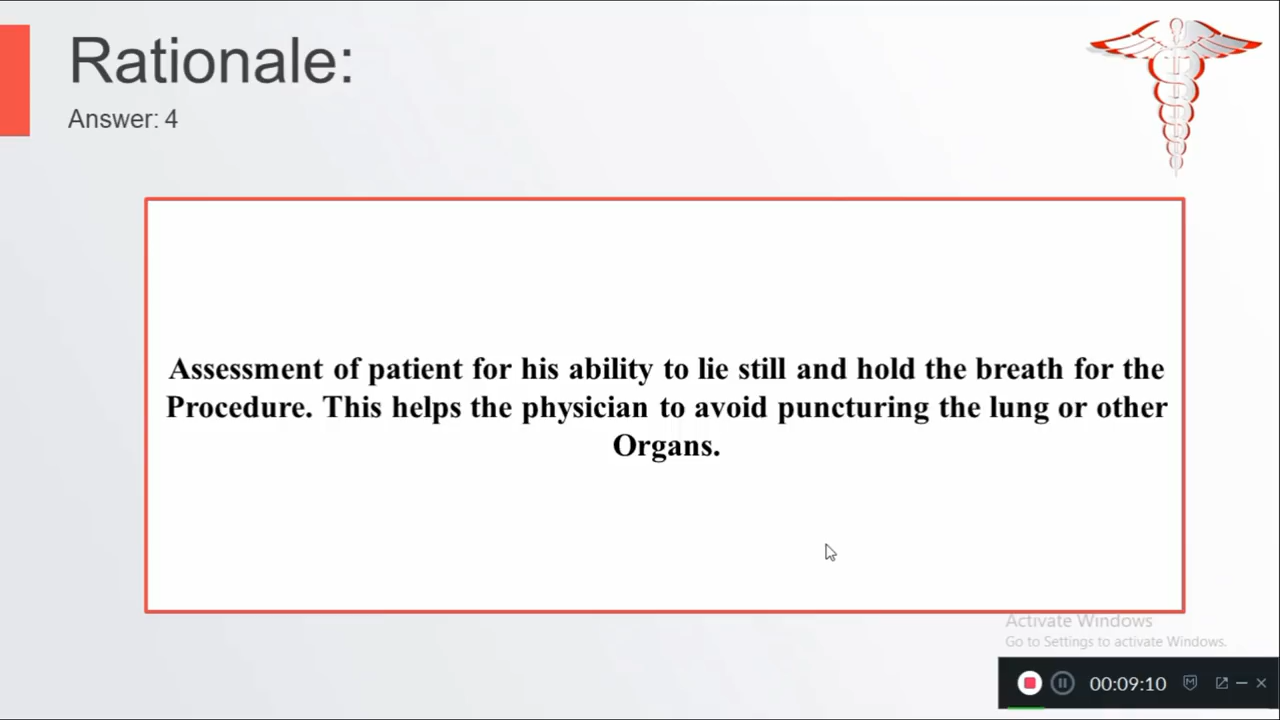 Rationale:
Answer: 4
Assessment of patient for his ability to lie still and hold the breath for the
Procedure. This helps the physician to avoid puncturing the lung or other
Organs.
Activate Windows
Go to Settings to activate Windows.
00:09:10